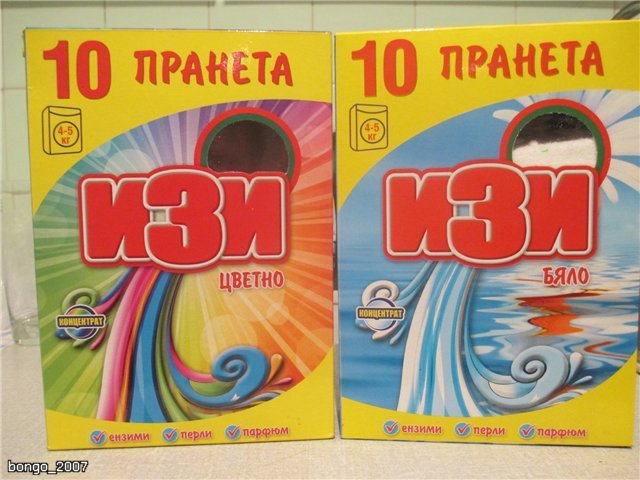 10 ПРАНЕТА
4-5
КГ
ИЗИ
ЦВЕТНО
КОНЦЕНТРАТ
ензими перли парфюм
10 ПРАНЕТА
4-5
КГ
ИЗИ
БЯЛО
КОНЦЕНТРАТ
ензими перли парфюм
bongo_2007